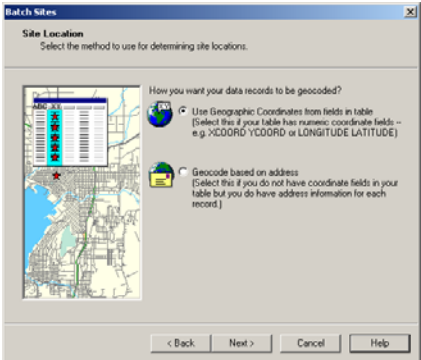 Batch Sites
Site Location
Select the method to use for determining site locations.
How you want your data records to be geocoded?
Use Geographic Coordinates from fields in table
(Select this if your table has numeric coordinate fields --
e.g. XCOORD YCOORD or LONGITUDE LATITUDE)
Geocode based on address
(Select this if you do not have coordinate fields in your
table but you do have address information for each
record.)
ABC XY
< Back Next > Cancel Help